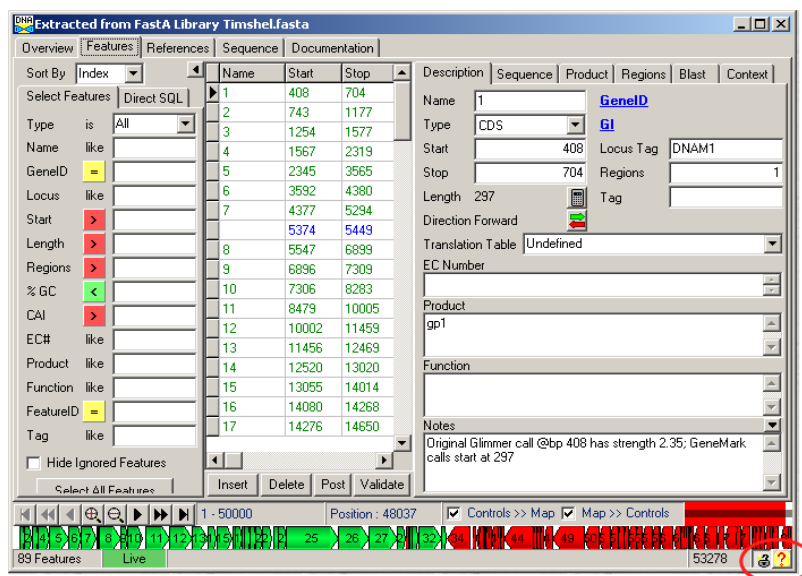 DNA Extracted from FastA Library Timshel.fasta
Overview Features References Sequence Documentation
Sort By Index
Select Features Direct SQL
Type is All
Name like
GeneID =
Locus like
Start >
Length >
Regions >
% GC <
CAI >
EC# like
Product like
Function like
FeatureID =
Tag like
Hide Ignored Features
Select All Features
Name Start Stop
1 408 704
2 743 1177
3 1254 1577
4 1567 2319
5 2345 3565
6 3592 4380
7 4377 5294
5374 5449
8 5547 6899
9 6896 7309
10 7306 8283
11 8479 10005
12 10002 11459
13 11456 12469
14 12520 13020
15 13055 14014
16 14080 14268
17 14276 14650
Insert Delete Post Validate
Description Sequence Product Regions Blast Context
Name 1 GeneID
Type CDS GI
Start 408 Locus Tag DNAM1
Stop 704 Regions 1
Length 297 Tag
Direction Forward
Translation Table Undefined
EC Number
Product
gp1
Function
Notes
Original Glimmer call @bp 408 has strength 2.35; GeneMark
calls start at 297
1 - 50000 Position : 48037 Controls >> Map Map >> Controls
8 25 26 27 32 34 44 49
89 Features Live 53278 ?